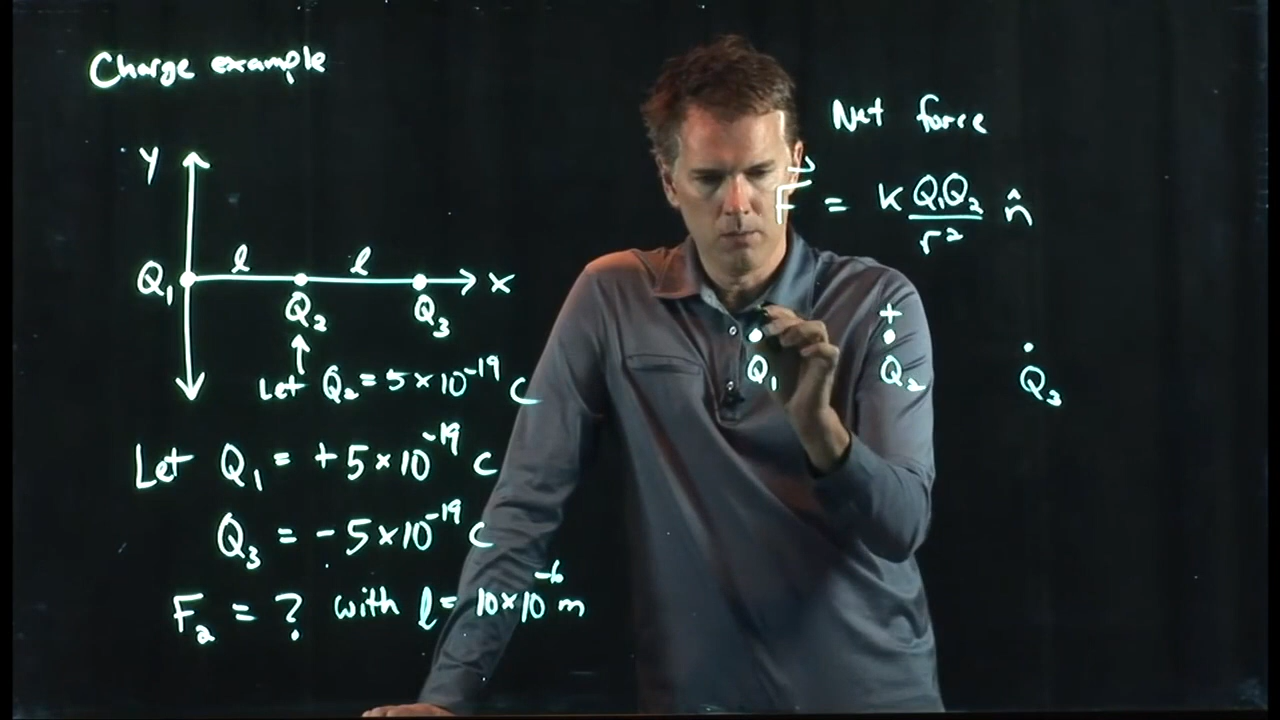 Charge example
Y
Q₁ l l x
Q₂ Q₃
Let Q₂ = 5 × 10⁻¹⁹ C
Let Q₁ = + 5 × 10⁻¹⁹ C
Q₃ = - 5 × 10⁻¹⁹ C
F₂ = ? with l = 10 × 10⁻⁶ m
Net force
F⃗ = K Q₁Q₂ / r² n̂
+
Q₁ Q₂ Q₃